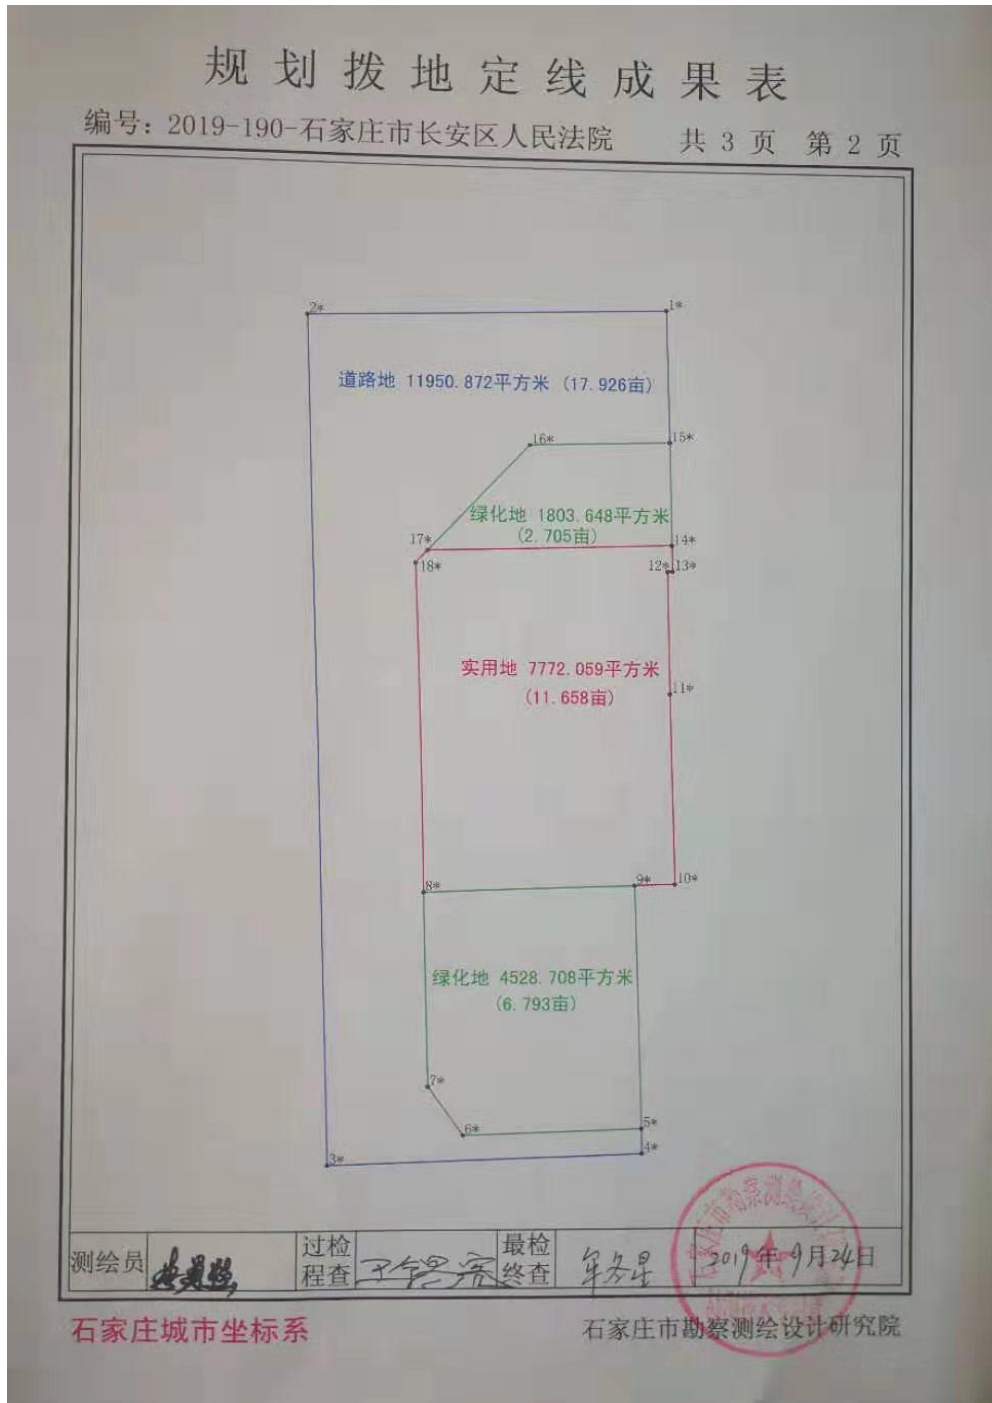 规划拨地定线成果表
编号：2019-190-石家庄市长安区人民法院 共 3 页 第 2 页
2* 1*
道路地 11950.872平方米 (17.926亩)
16* 15*
绿化地 1803.648平方米
(2.705亩)
17* 14*
18* 12* 13*
实用地 7772.059平方米
(11.658亩)
11*
8* 9* 10*
绿化地 4528.708平方米
(6.793亩)
7*
6* 5*
3* 4*
测绘员 过程检查 最终检查 2019年9月24日
石家庄城市坐标系 石家庄市勘察测绘设计研究院